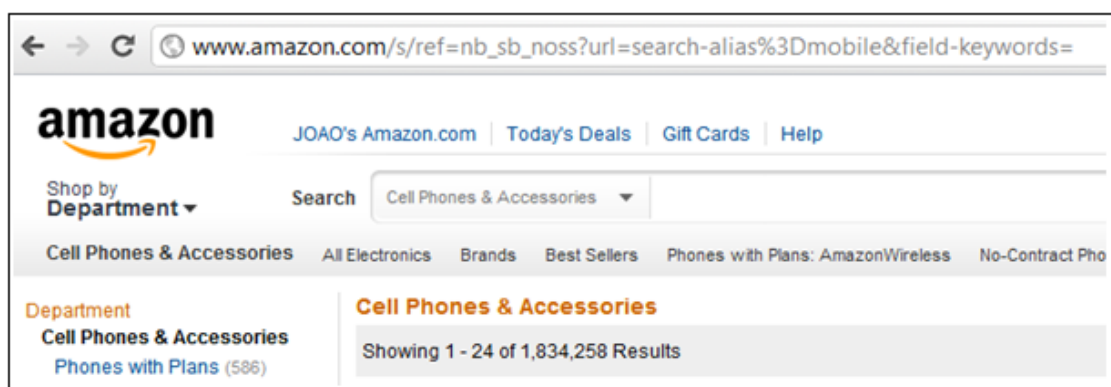 www.amazon.com/s/ref=nb_sb_noss?url=search-alias%3Dmobile&field-keywords=
amazon
JOAO's Amazon.com Today's Deals Gift Cards Help
Shop by
Department
Search Cell Phones & Accessories
Cell Phones & Accessories All Electronics Brands Best Sellers Phones with Plans: AmazonWireless No-Contract Pho
Department
Cell Phones & Accessories
Cell Phones & Accessories
Showing 1 - 24 of 1,834,258 Results
Phones with Plans (586)